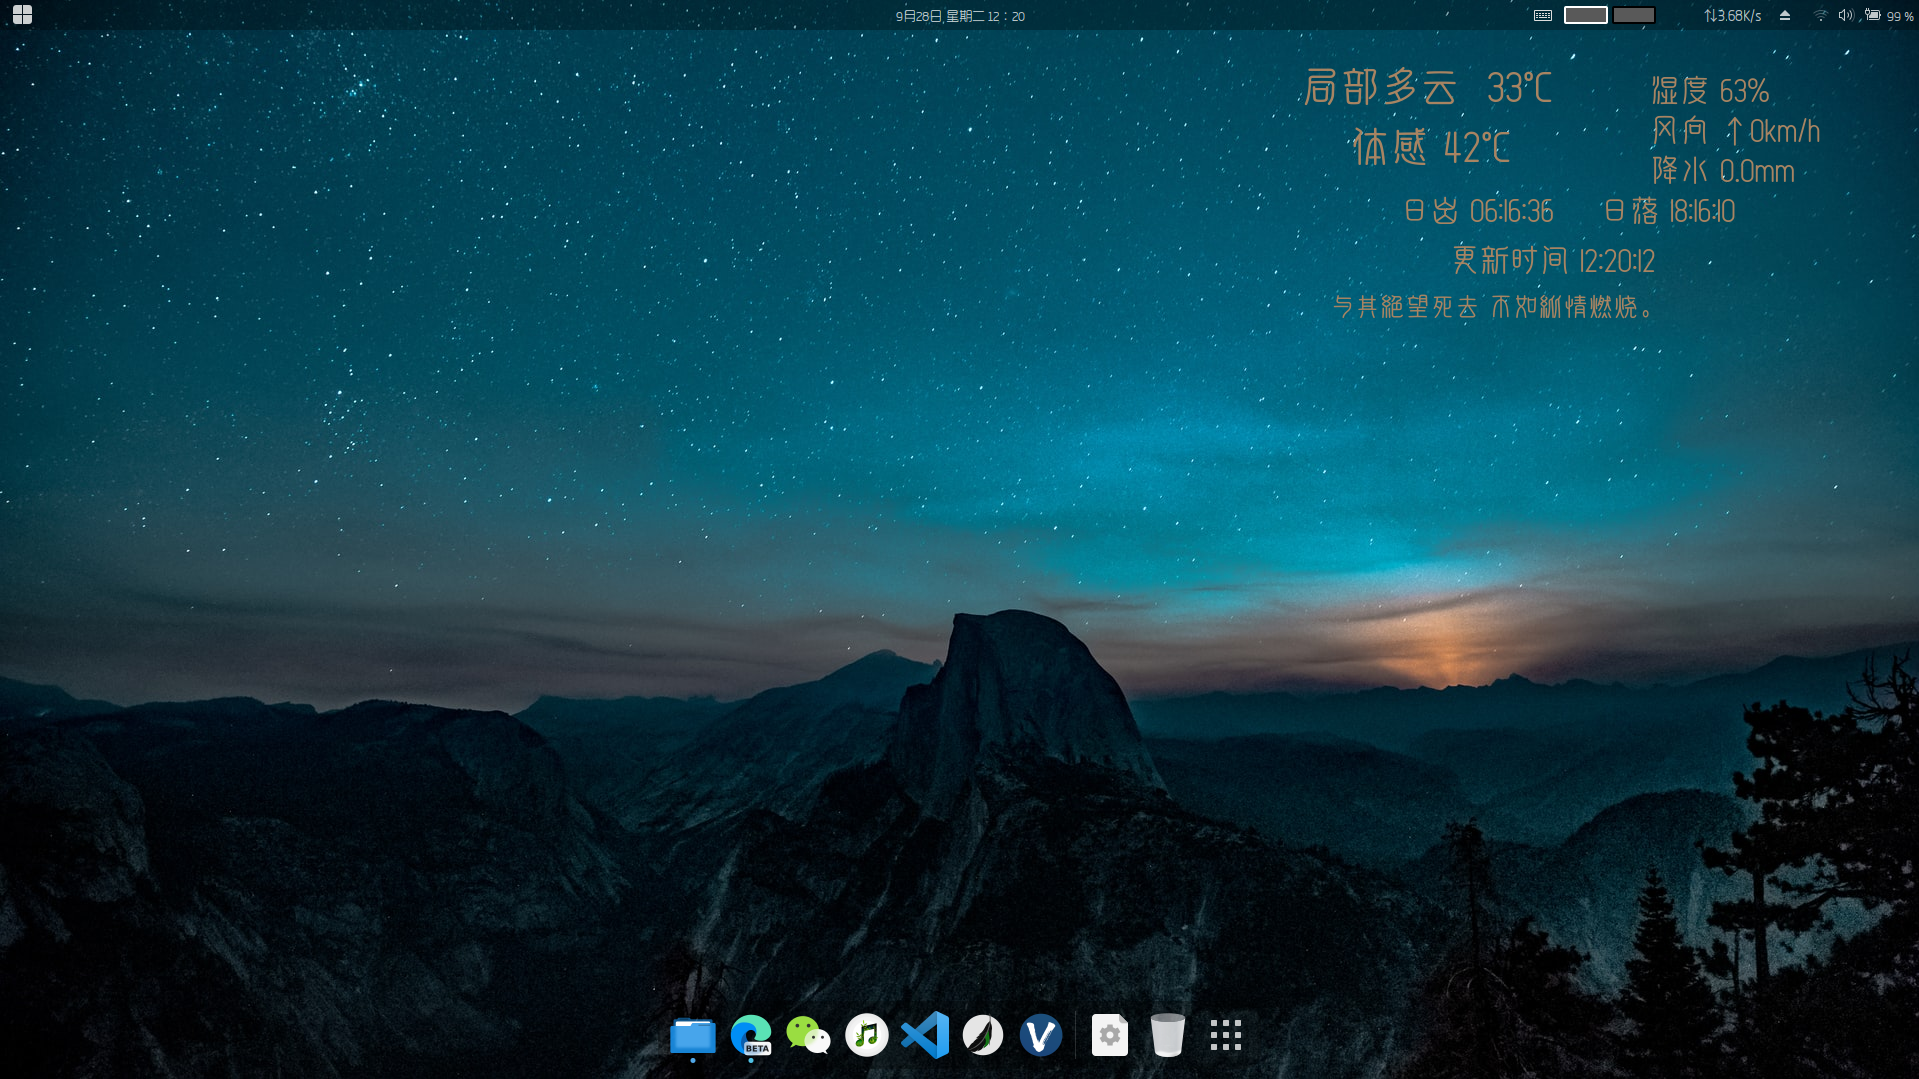 9月28日,星期二 12：20
⇅3.68K/s
99 %
局部多云 33°C
湿度 63%
体感 42°C
风向 ↑0km/h
降水 0.0mm
日出 06:16:36 日落 18:16:10
更新时间 12:20:12
与其絕望死去 不如縱情燃烧。
BETA